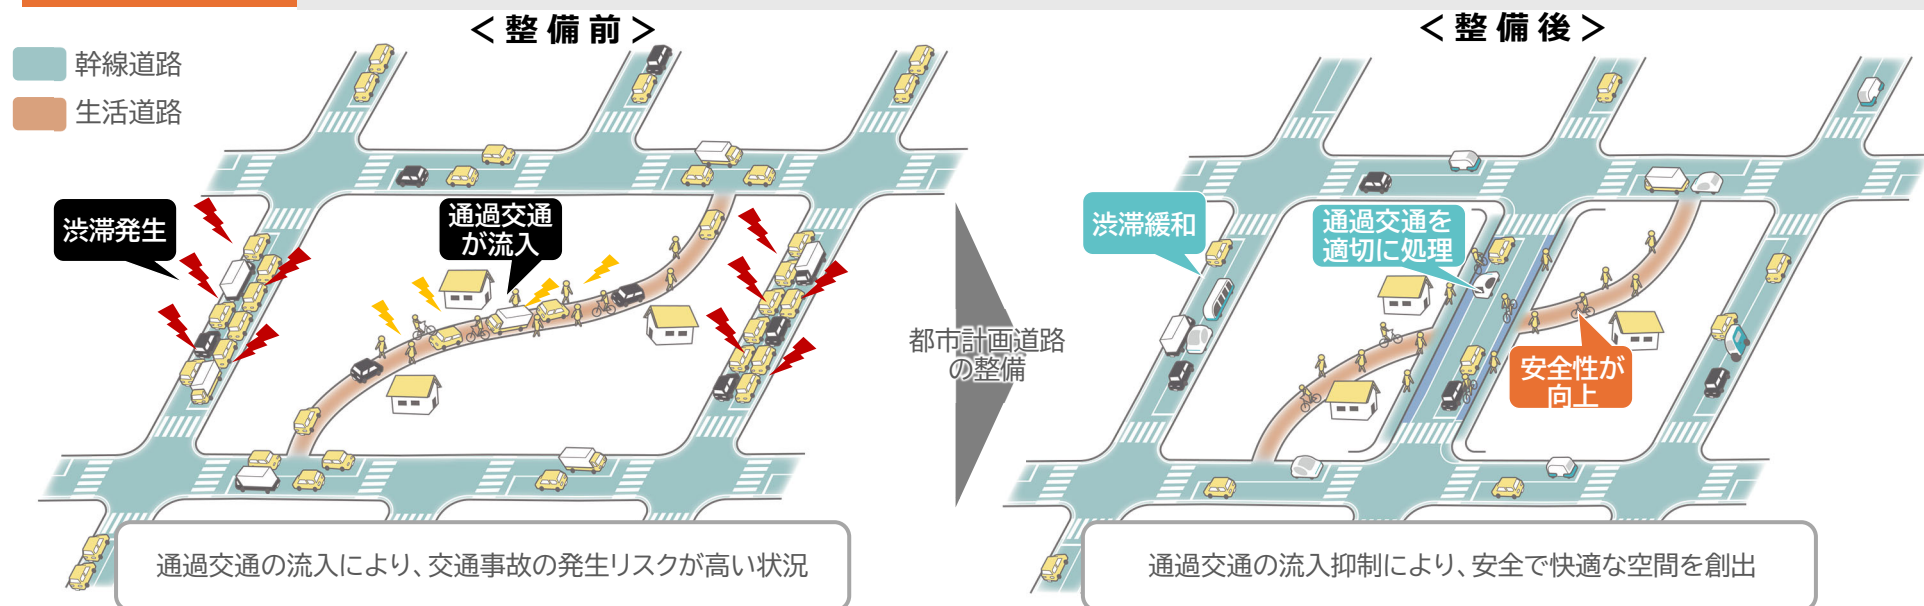 ＜整備前＞
＜整備後＞
幹線道路
生活道路
渋滞発生
通過交通
が流入
都市計画道路
の整備
渋滞緩和
通過交通を
適切に処理
安全性が
向上
通過交通の流入により、交通事故の発生リスクが高い状況
通過交通の流入抑制により、安全で快適な空間を創出